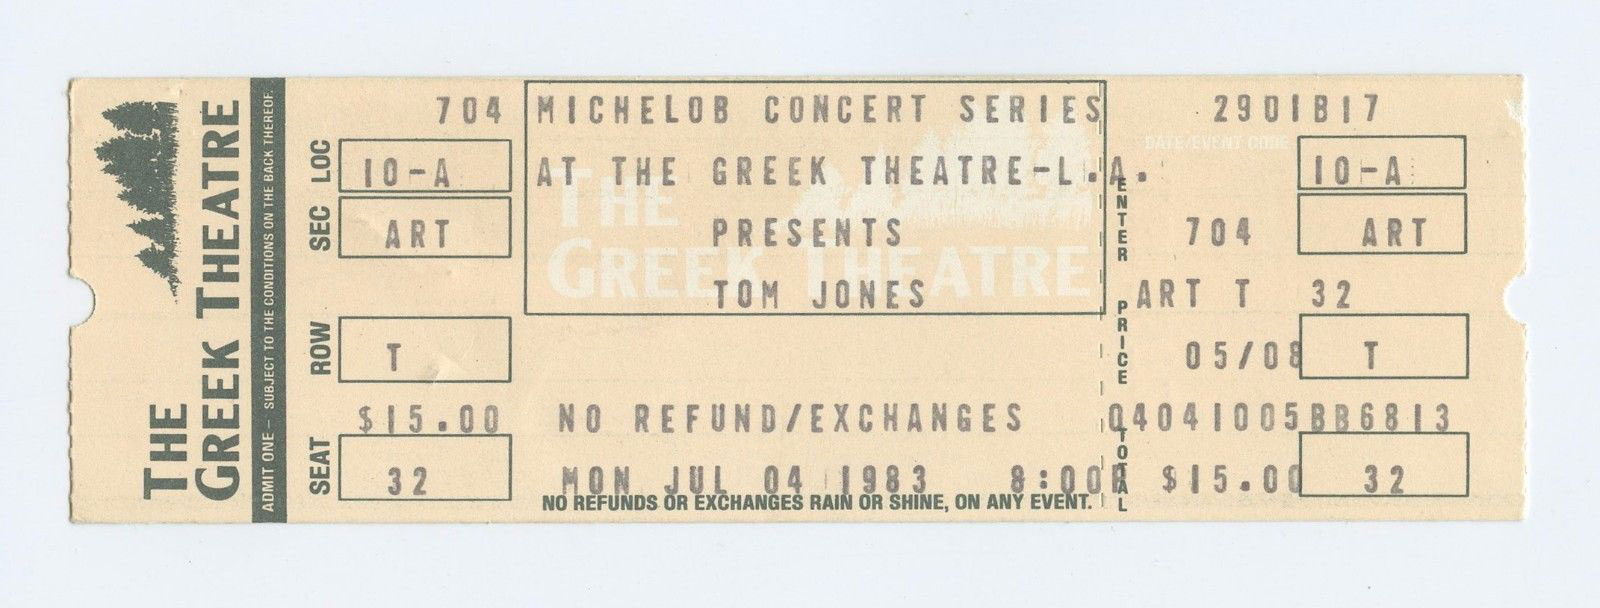 THE
GREEK THEATRE
ADMIT ONE – SUBJECT TO THE CONDITIONS ON THE BACK THEREOF.
704 MICHELOB CONCERT SERIES 2901B17
DATE/EVENT CODE
LOC 10-A AT THE GREEK THEATRE-L.A. 10-A
THE
GREEK THEATRE
SEC ART PRESENTS 704 ART
TOM JONES ART T 32
ENTER PRICE TOTAL
ROW T 05/08 T
$15.00 NO REFUND/EXCHANGES 04041005BB6813
SEAT 32 MON JUL 04 1983 8:00P $15.00 32
NO REFUNDS OR EXCHANGES RAIN OR SHINE, ON ANY EVENT.